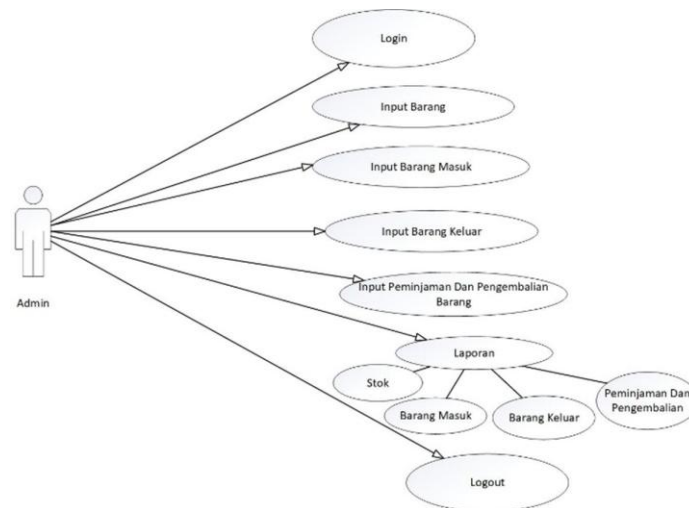 Login
Input Barang
Input Barang Masuk
Input Barang Keluar
Admin
Input Peminjaman Dan Pengembalian
Barang
Laporan
Stok
Barang Masuk
Barang Keluar
Peminjaman Dan
Pengembalian
Logout